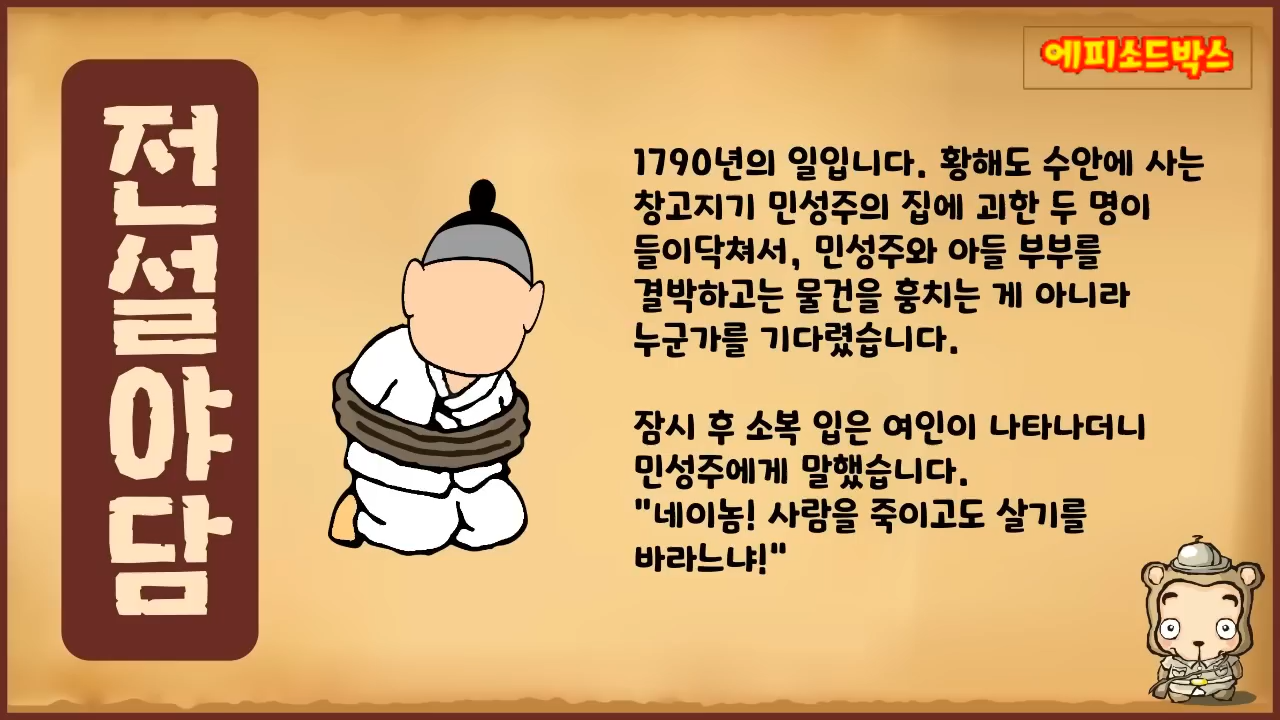 에피소드박스
전설야담
1790년의 일입니다. 황해도 수안에 사는
창고지기 민성주의 집에 괴한 두 명이
들이닥쳐서, 민성주와 아들 부부를
결박하고는 물건을 훔치는 게 아니라
누군가를 기다렸습니다.
잠시 후 소복 입은 여인이 나타나더니
민성주에게 말했습니다.
"네이놈! 사람을 죽이고도 살기를
바라느냐!"